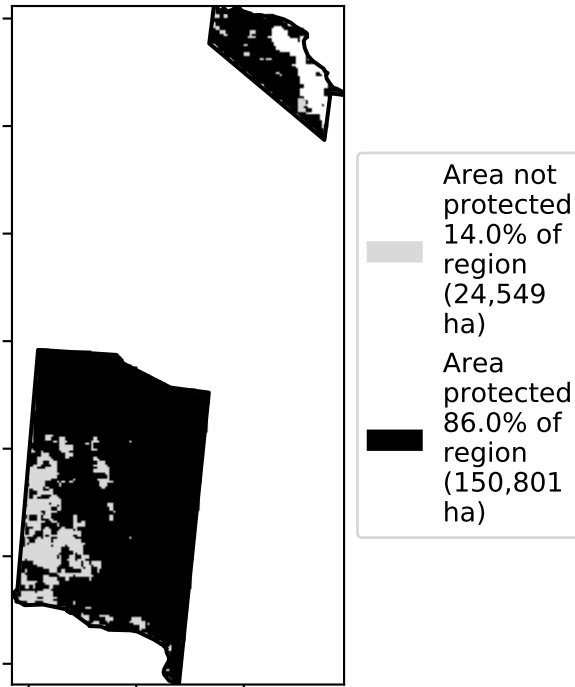 Area not
protected
14.0% of
region
(24,549
ha)
Area
protected
86.0% of
region
(150,801
ha)